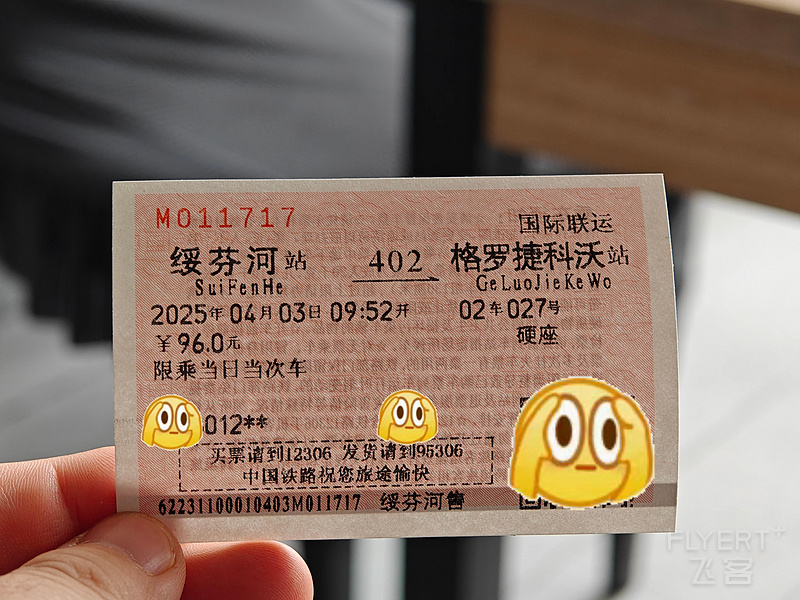 M011717
国际联运
绥芬河站 402 格罗捷科沃站
SuiFenHe GeLuoJieKeWo
2025年04月03日09:52开 02车027号
￥96.0元 硬座
限乘当日当次车
012**
买票请到12306 发货请到95306
中国铁路祝您旅途愉快
62231100010403M011717 绥芬河售
FLYERT+
飞客